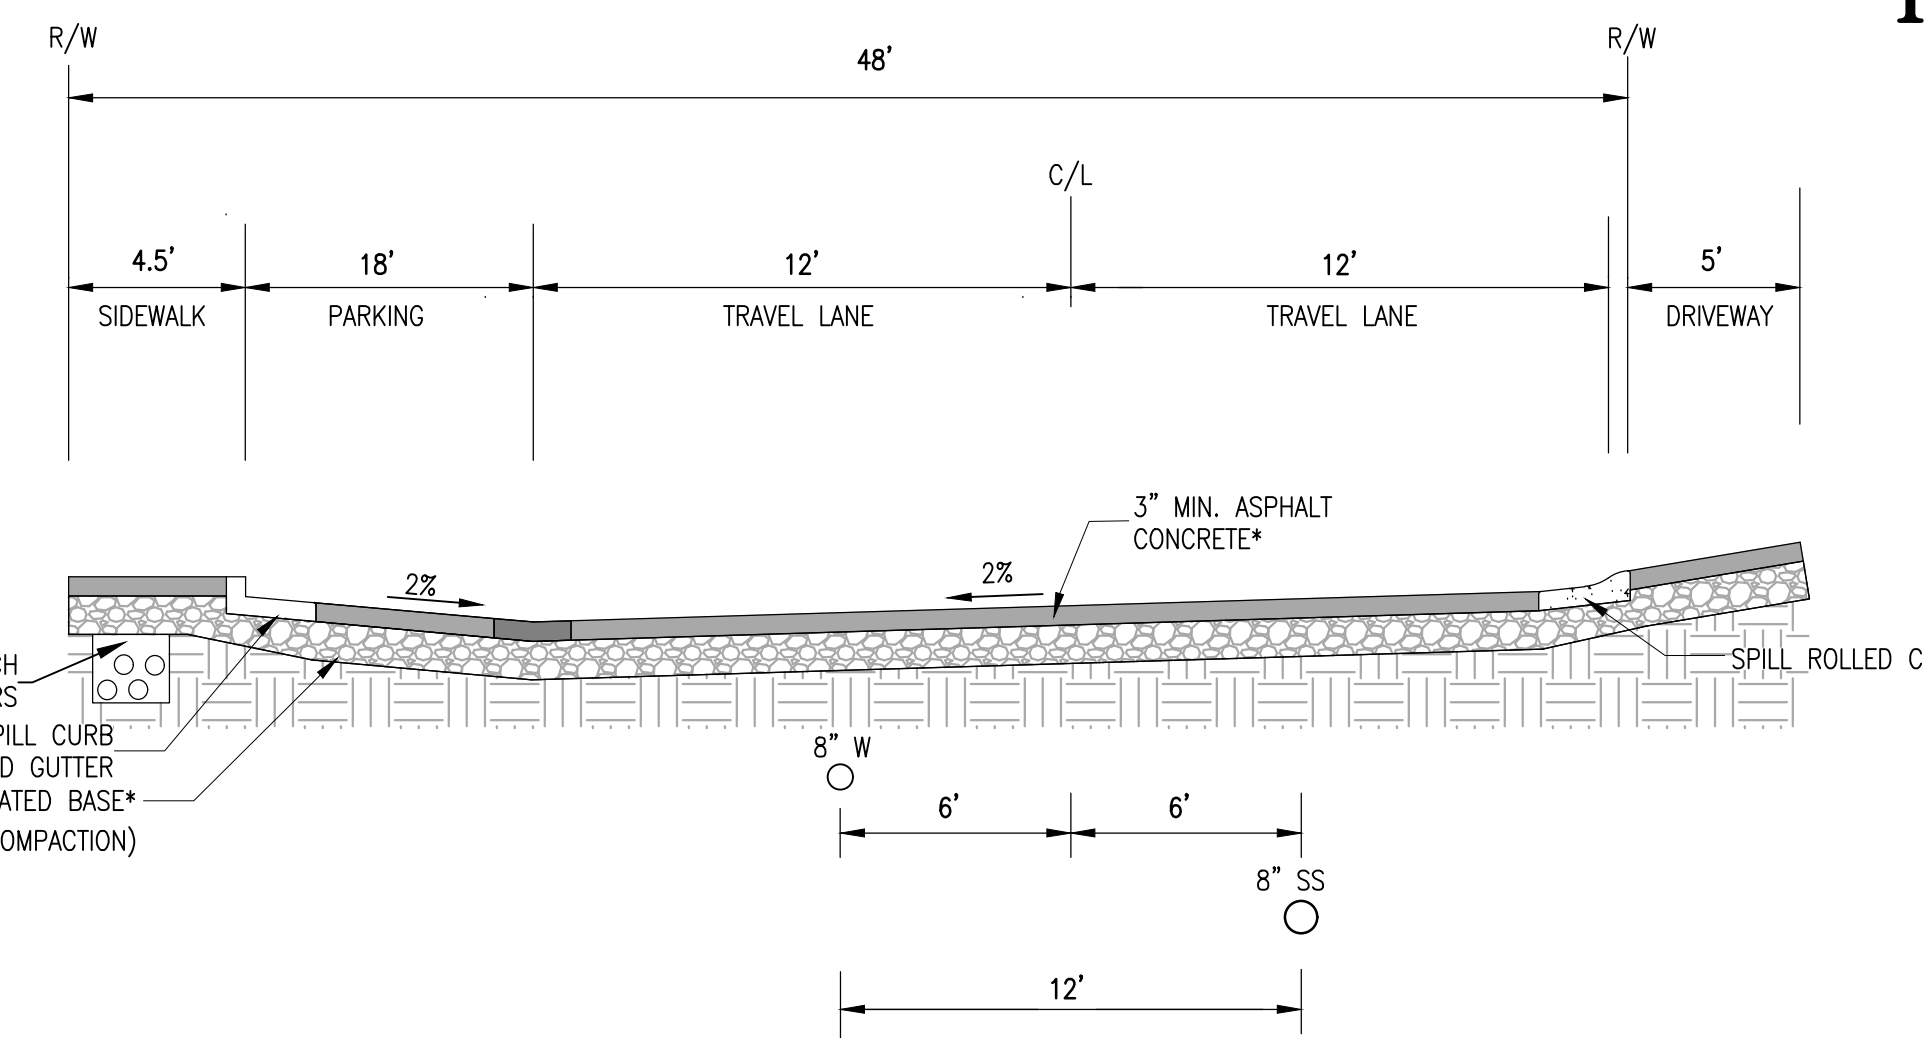 R/W
R/W
48'
C/L
4.5'
18'
12'
12'
5'
SIDEWALK
PARKING
TRAVEL LANE
TRAVEL LANE
DRIVEWAY
3" MIN. ASPHALT
CONCRETE*
2%
2%
CH
RS
SPILL ROLLED C
PILL CURB
D GUTTER
ATED BASE*
OMPACTION)
8" W
6'
6'
8" SS
12'